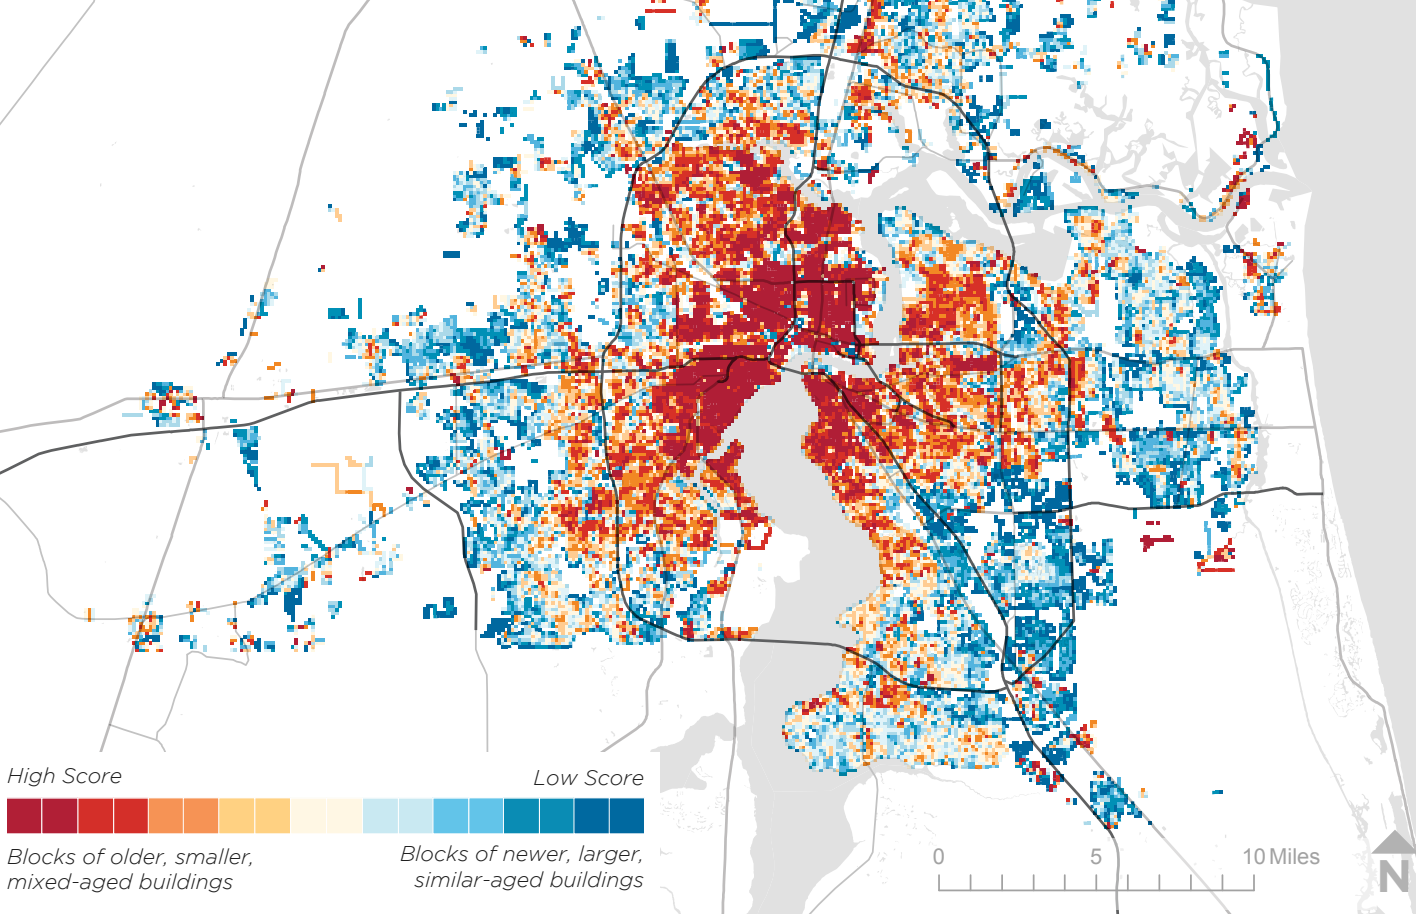 High Score
Low Score
Blocks of older, smaller,
mixed-aged buildings
Blocks of newer, larger,
similar-aged buildings
0 5 10 Miles
N